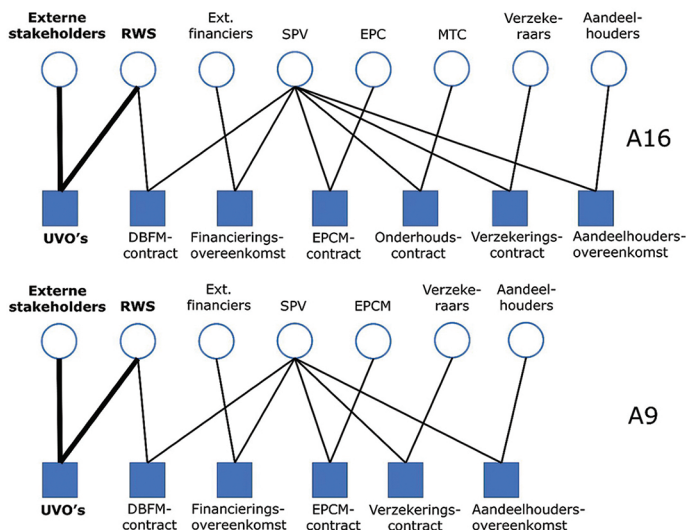 Externe
stakeholders
RWS
Ext.
financiers
SPV
EPC
MTC
Verzeke-
raars
Aandeel-
houders
A16
UVO's
DBFM-
contract
Financierings-
overeenkomst
EPCM-
contract
Onderhouds-
contract
Verzekerings-
contract
Aandeelhouders-
overeenkomst
Externe
stakeholders
RWS
Ext.
financiers
SPV
EPCM
Verzeke-
raars
Aandeel-
houders
A9
UVO's
DBFM-
contract
Financierings-
overeenkomst
EPCM-
contract
Verzekerings-
contract
Aandeelhouders-
overeenkomst